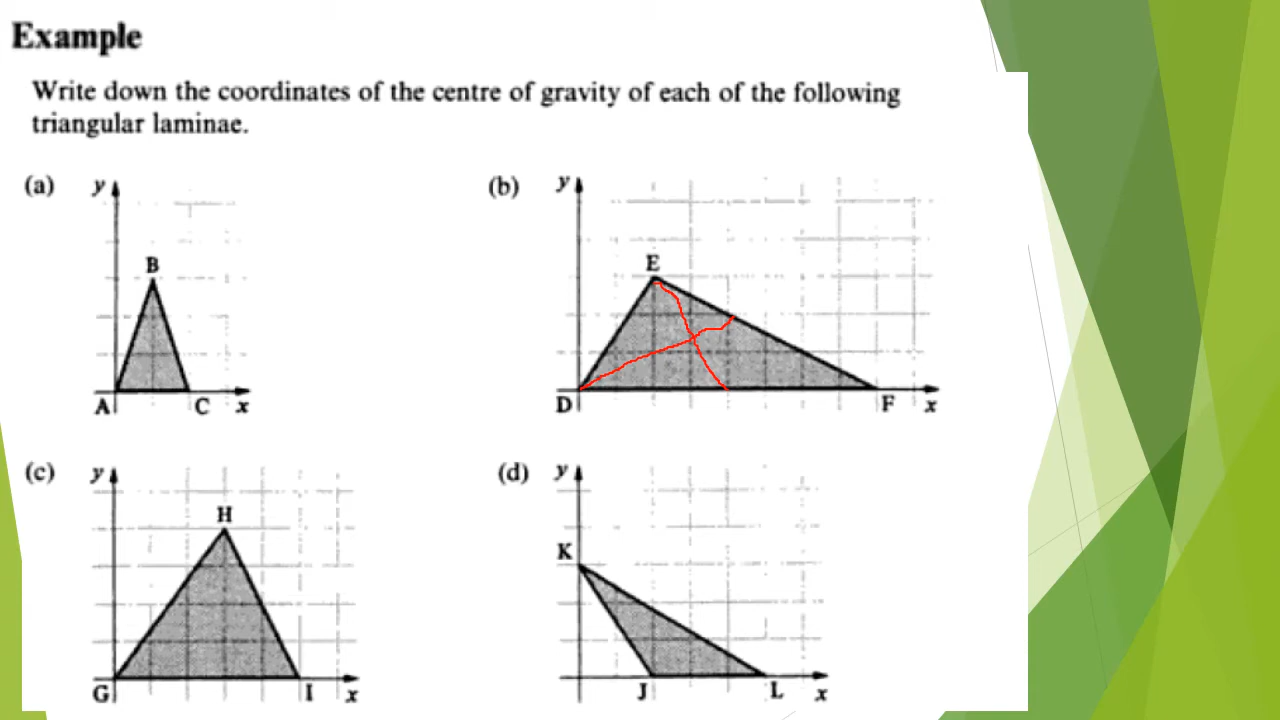 Example
Write down the coordinates of the centre of gravity of each of the following
triangular laminae.
(a) y
B
A C x
(b) y
E
D F x
(c) y
H
G I x
(d) y
K
J L x